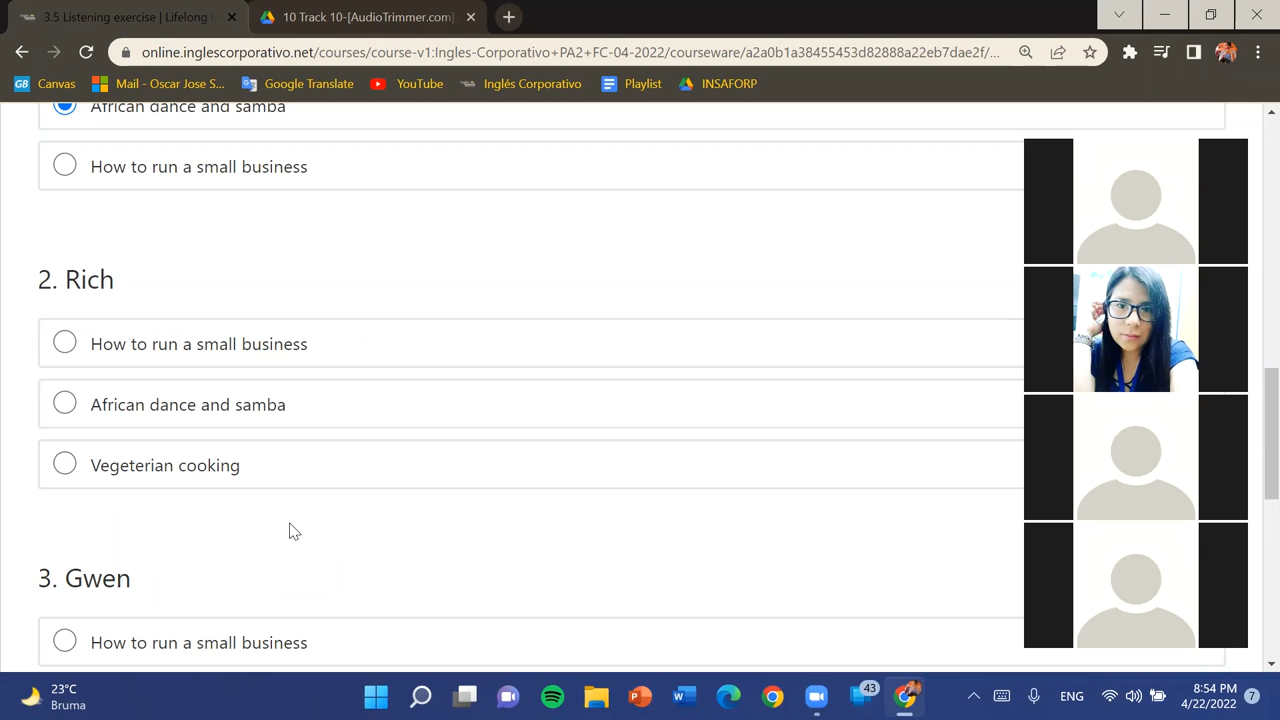 3.5 Listening exercise | Lifelong
10 Track 10-[AudioTrimmer.com]
online.inglescorporativo.net/courses/course-v1:Ingles-Corporativo+PA2+FC-04-2022/courseware/a2a0b1a38455453d82888a22eb7dae2f/...
GB Canvas
Mail - Oscar Jose S...
Google Translate
YouTube
Inglés Corporativo
Playlist
INSAFORP
African dance and samba
How to run a small business
2. Rich
How to run a small business
African dance and samba
Vegeterian cooking
3. Gwen
How to run a small business
23°C
Bruma
43
ENG
8:54 PM
4/22/2022
7